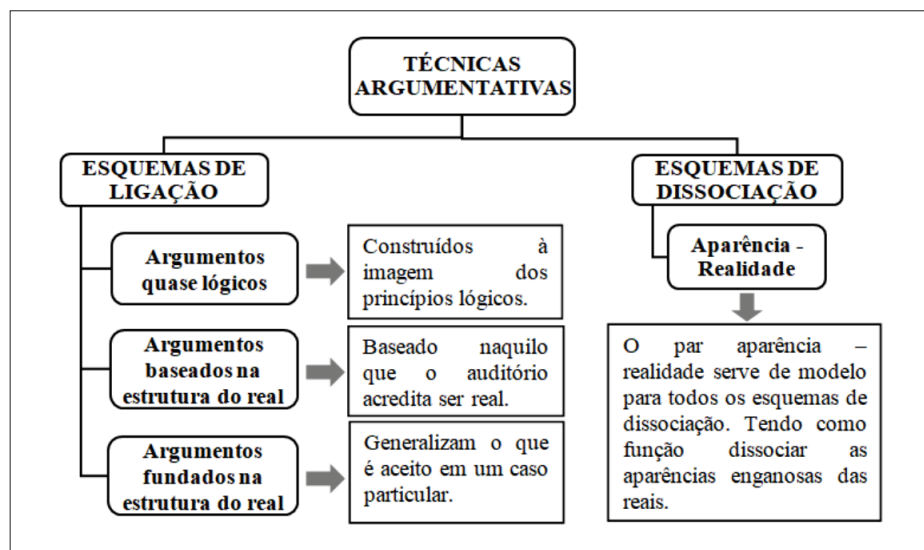 TÉCNICAS
ARGUMENTATIVAS
ESQUEMAS DE
LIGAÇÃO
Argumentos
quase lógicos
Construídos à
imagem dos
princípios lógicos.
Argumentos
baseados na
estrutura do real
Baseado naquilo
que o auditório
acredita ser real.
Argumentos
fundados na
estrutura do real
Generalizam o que
é aceito em um caso
particular.
ESQUEMAS DE
DISSOCIAÇÃO
Aparência -
Realidade
O par aparência –
realidade serve de modelo
para todos os esquemas de
dissociação. Tendo como
função dissociar as
aparências enganosas das
reais.